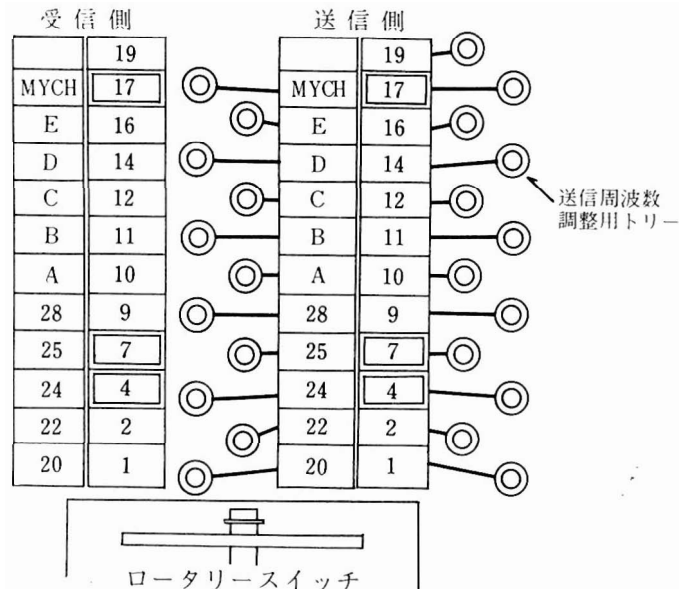 受信側 送信側
19 19
MYCH 17 MYCH 17
E 16 E 16
D 14 D 14
C 12 C 12
B 11 B 11
A 10 A 10
28 9 28 9
25 7 25 7
24 4 24 4
22 2 22 2
20 1 20 1
送信周波数
調整用トリー
ロータリースイッチ